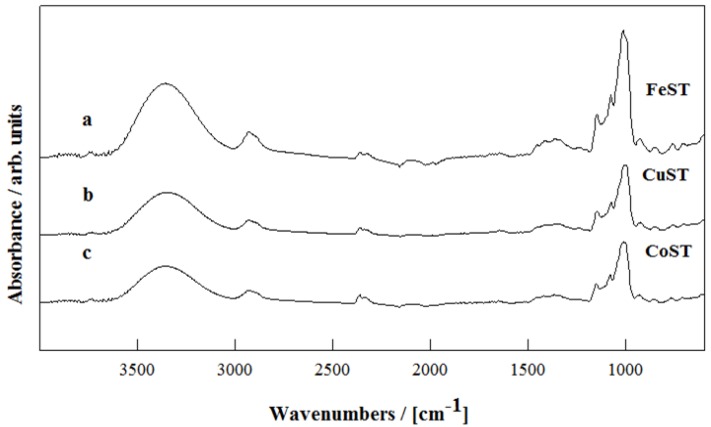 FeST
a
CuST
b
CoST
c
Absorbance / arb. units
3500 3000 2500 2000 1500 1000
Wavenumbers / [cm-1]